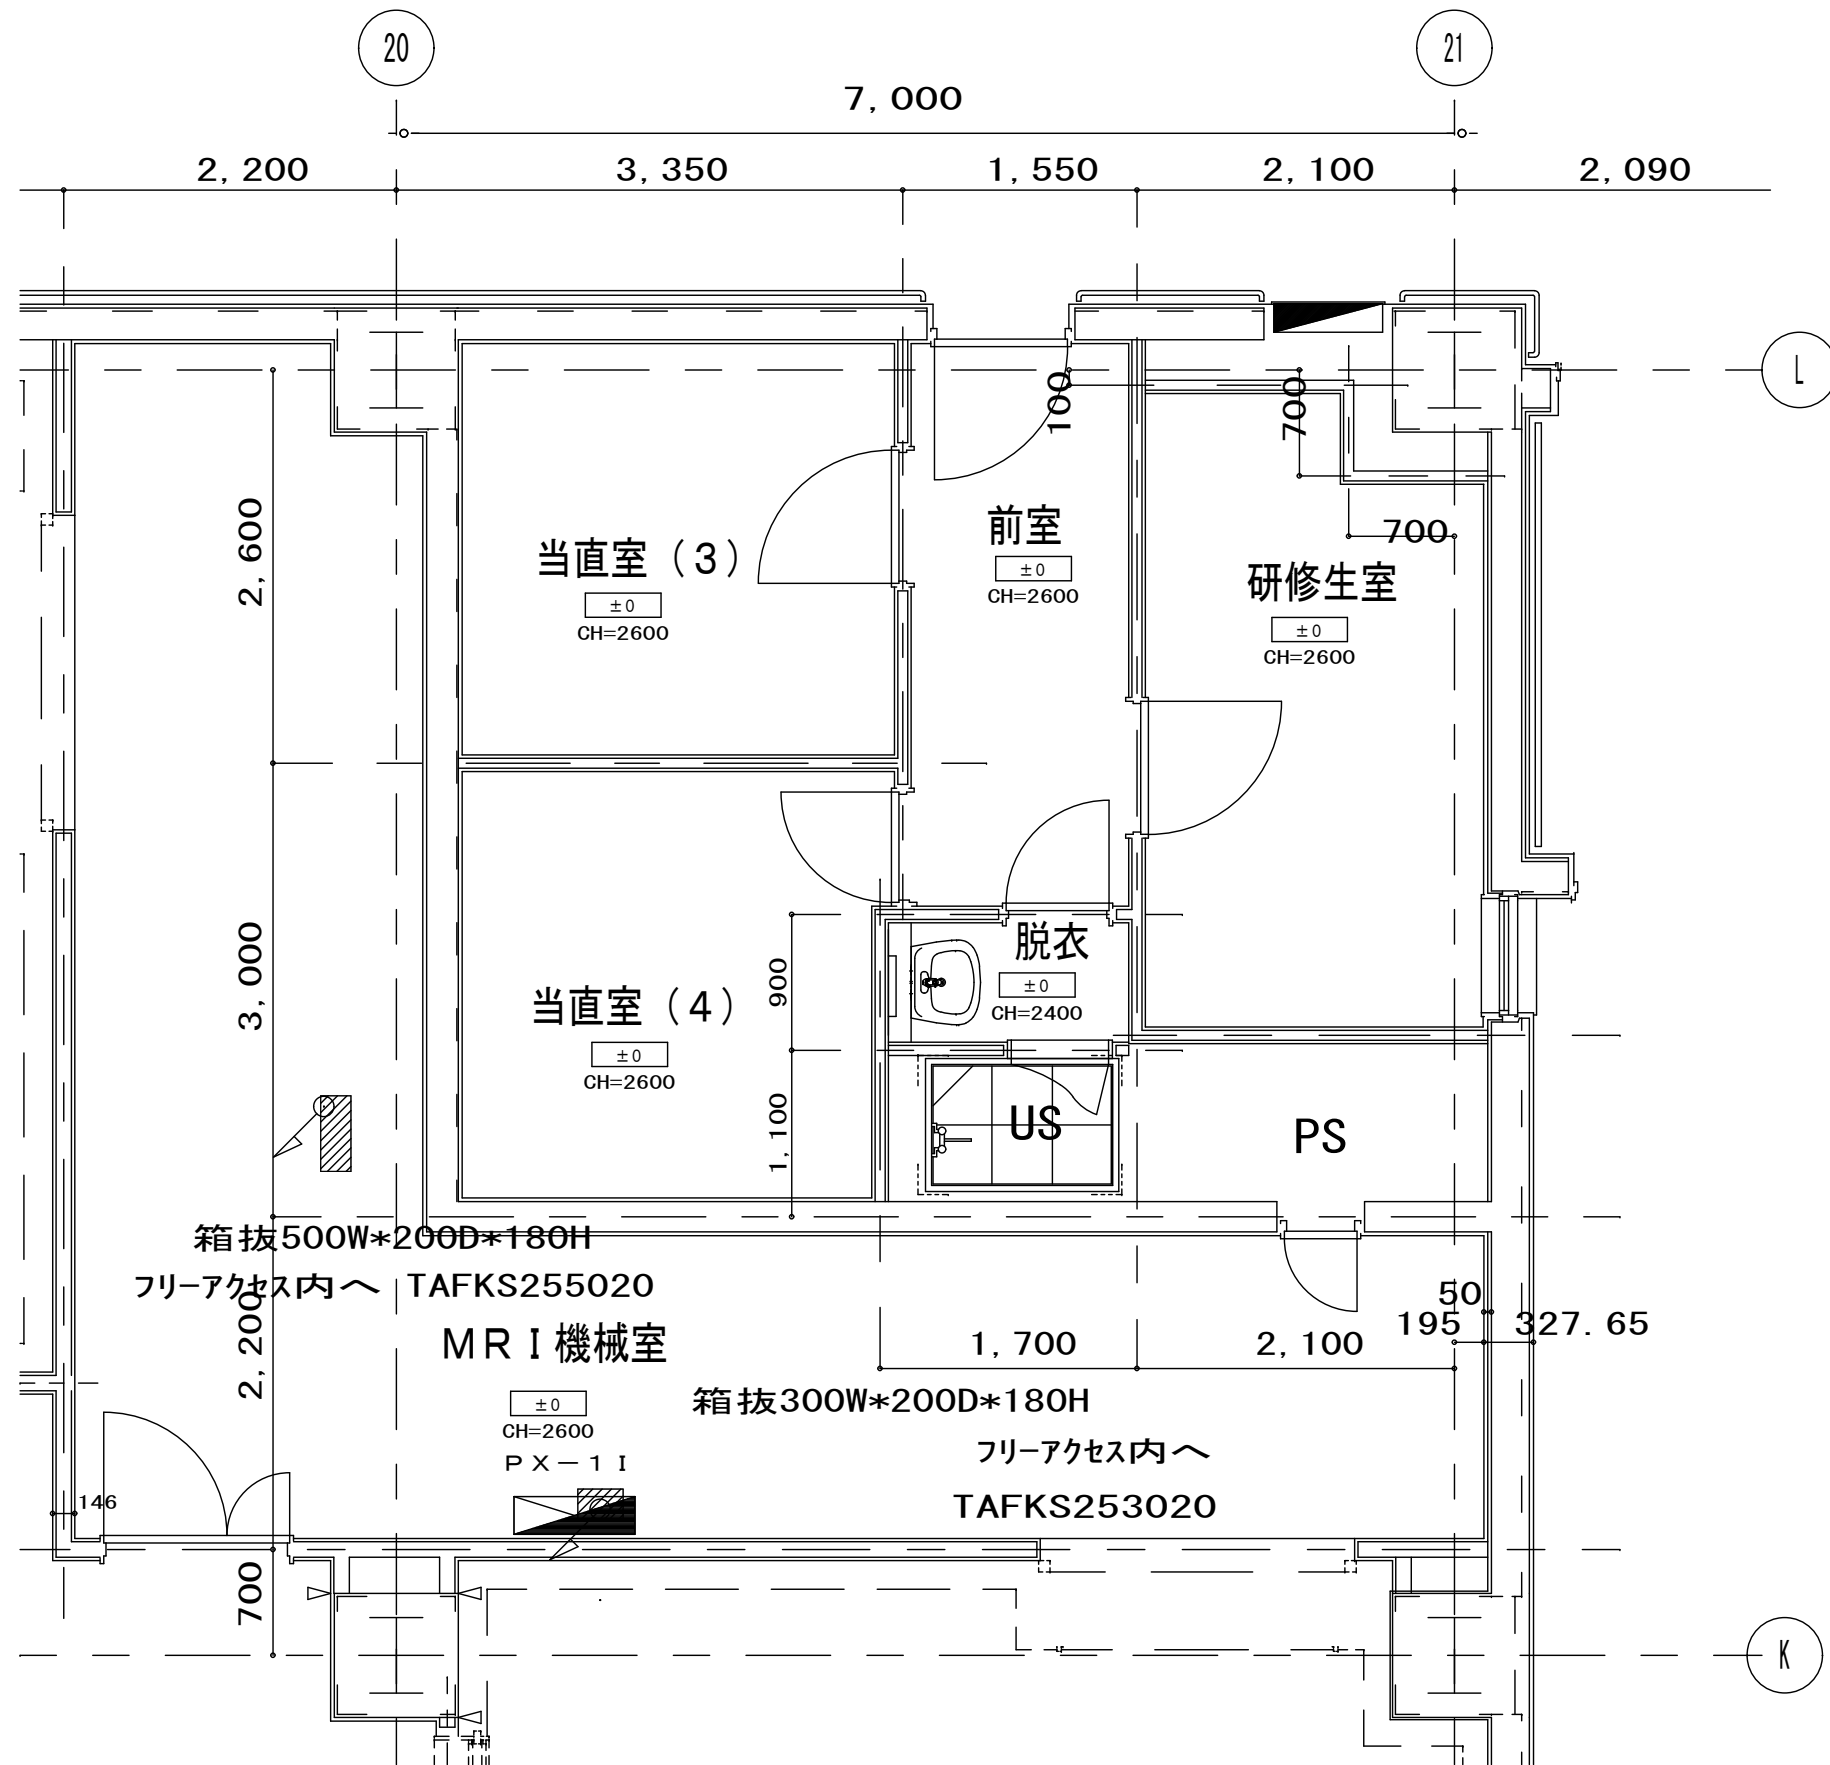 20
21
7,000
2,200
3,350
1,550
2,100
2,090
L
100
700
700
2,600
当直室（３）
±0
CH=2600
前室
±0
CH=2600
研修生室
±0
CH=2600
3,000
当直室（４）
±0
CH=2600
900
脱衣
±0
CH=2400
1,100
US
PS
箱抜500W*200D*180H
フリーアクセス内へ TAFKS255020
2,200
ＭＲＩ機械室
±0
CH=2600
ＰＸ－１Ｉ
50
195
327.65
1,700
2,100
箱抜300W*200D*180H
フリーアクセス内へ
TAFKS253020
146
700
K